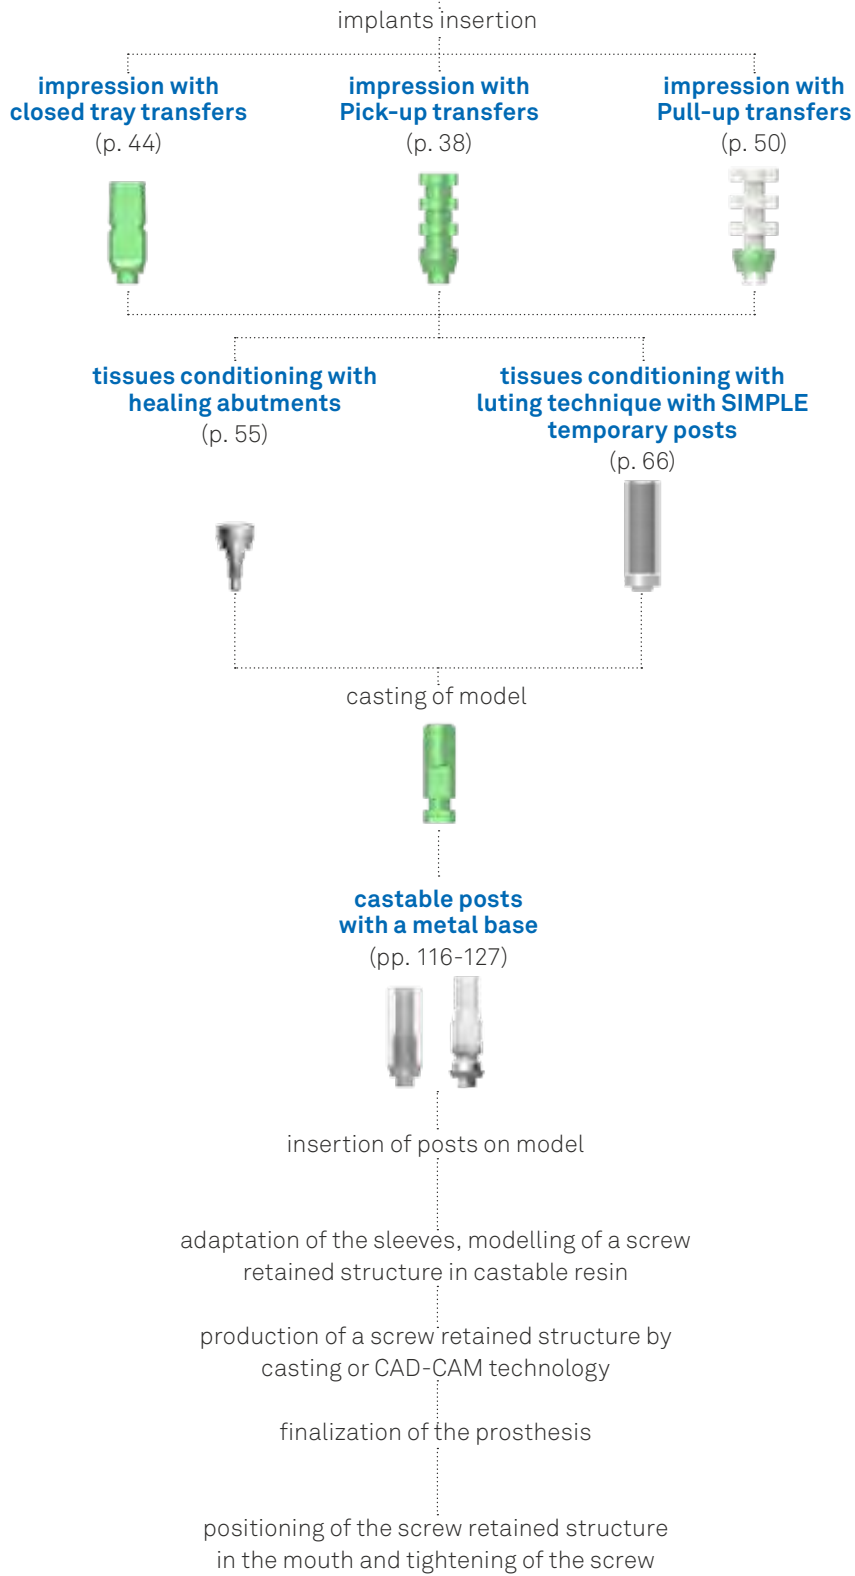 implants insertion
impression with
closed tray transfers
(p. 44)
impression with
Pick-up transfers
(p. 38)
impression with
Pull-up transfers
(p. 50)
tissues conditioning with
healing abutments
(p. 55)
tissues conditioning with
luting technique with SIMPLE
temporary posts
(p. 66)
casting of model
castable posts
with a metal base
(pp. 116-127)
insertion of posts on model
adaptation of the sleeves, modelling of a screw
retained structure in castable resin
production of a screw retained structure by
casting or CAD-CAM technology
finalization of the prosthesis
positioning of the screw retained structure
in the mouth and tightening of the screw